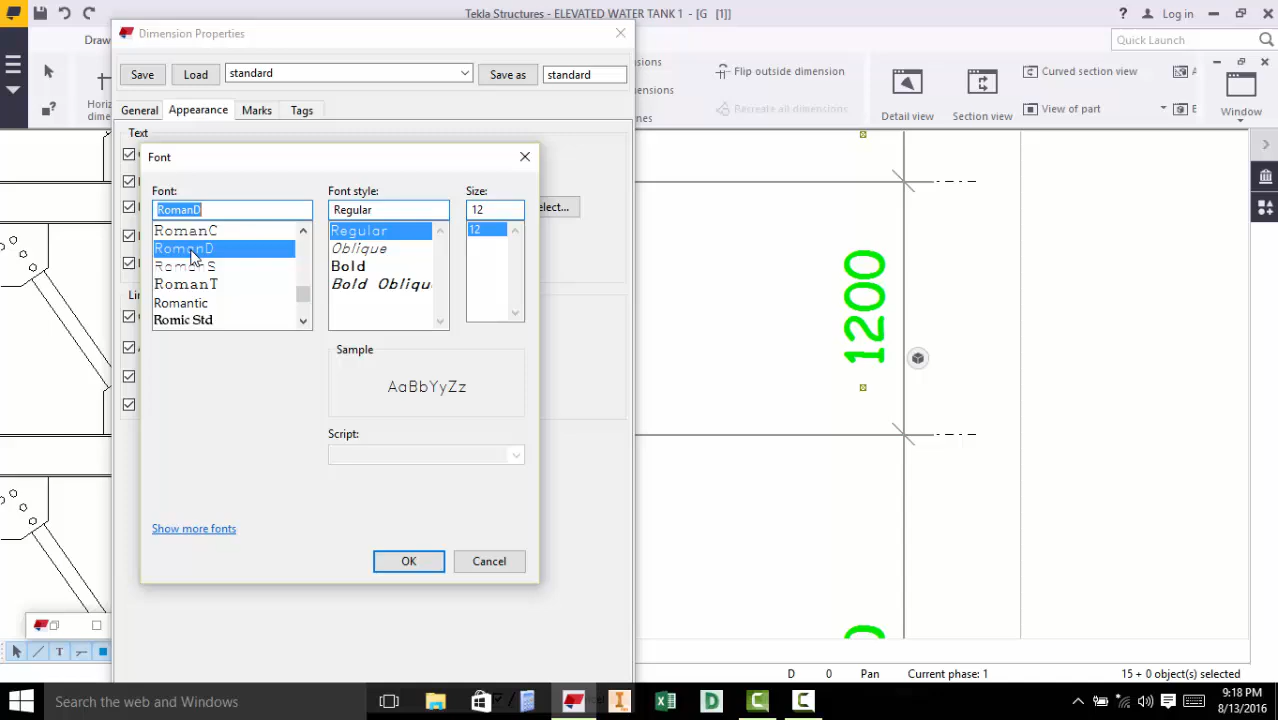 Tekla Structures - ELEVATED WATER TANK 1 - [G  [1]]
Log in
Dimension Properties
Draw
Quick Launch
Save
Load
standard
Save as
standard
Flip outside dimension
Recreate all dimensions
Curved section view
View of part
Detail view
Section view
Window
General
Appearance
Marks
Tags
Text
Font
Font:
Font style:
Size:
RomanD
Regular
12
RomanC
RomanD
RomanS
RomanT
Romantic
Romic Std
Regular
Oblique
Bold
Bold Obliqu
12
Sample
AaBbYyZz
Script:
Show more fonts
OK
Cancel
1200
D
0
Pan
Current phase: 1
15 + 0 object(s) selected
Search the web and Windows
9:18 PM
8/13/2016